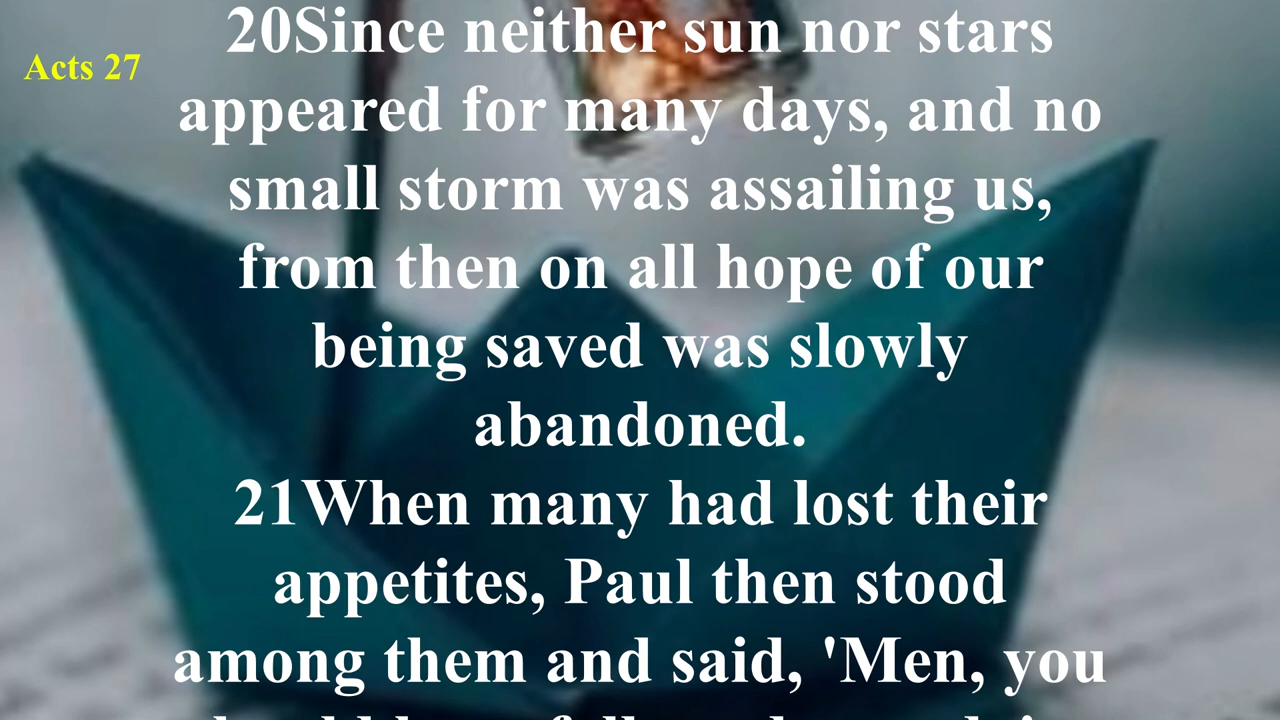 Acts 27
20Since neither sun nor stars
appeared for many days, and no
small storm was assailing us,
from then on all hope of our
being saved was slowly
abandoned.
21When many had lost their
appetites, Paul then stood
among them and said, 'Men, you